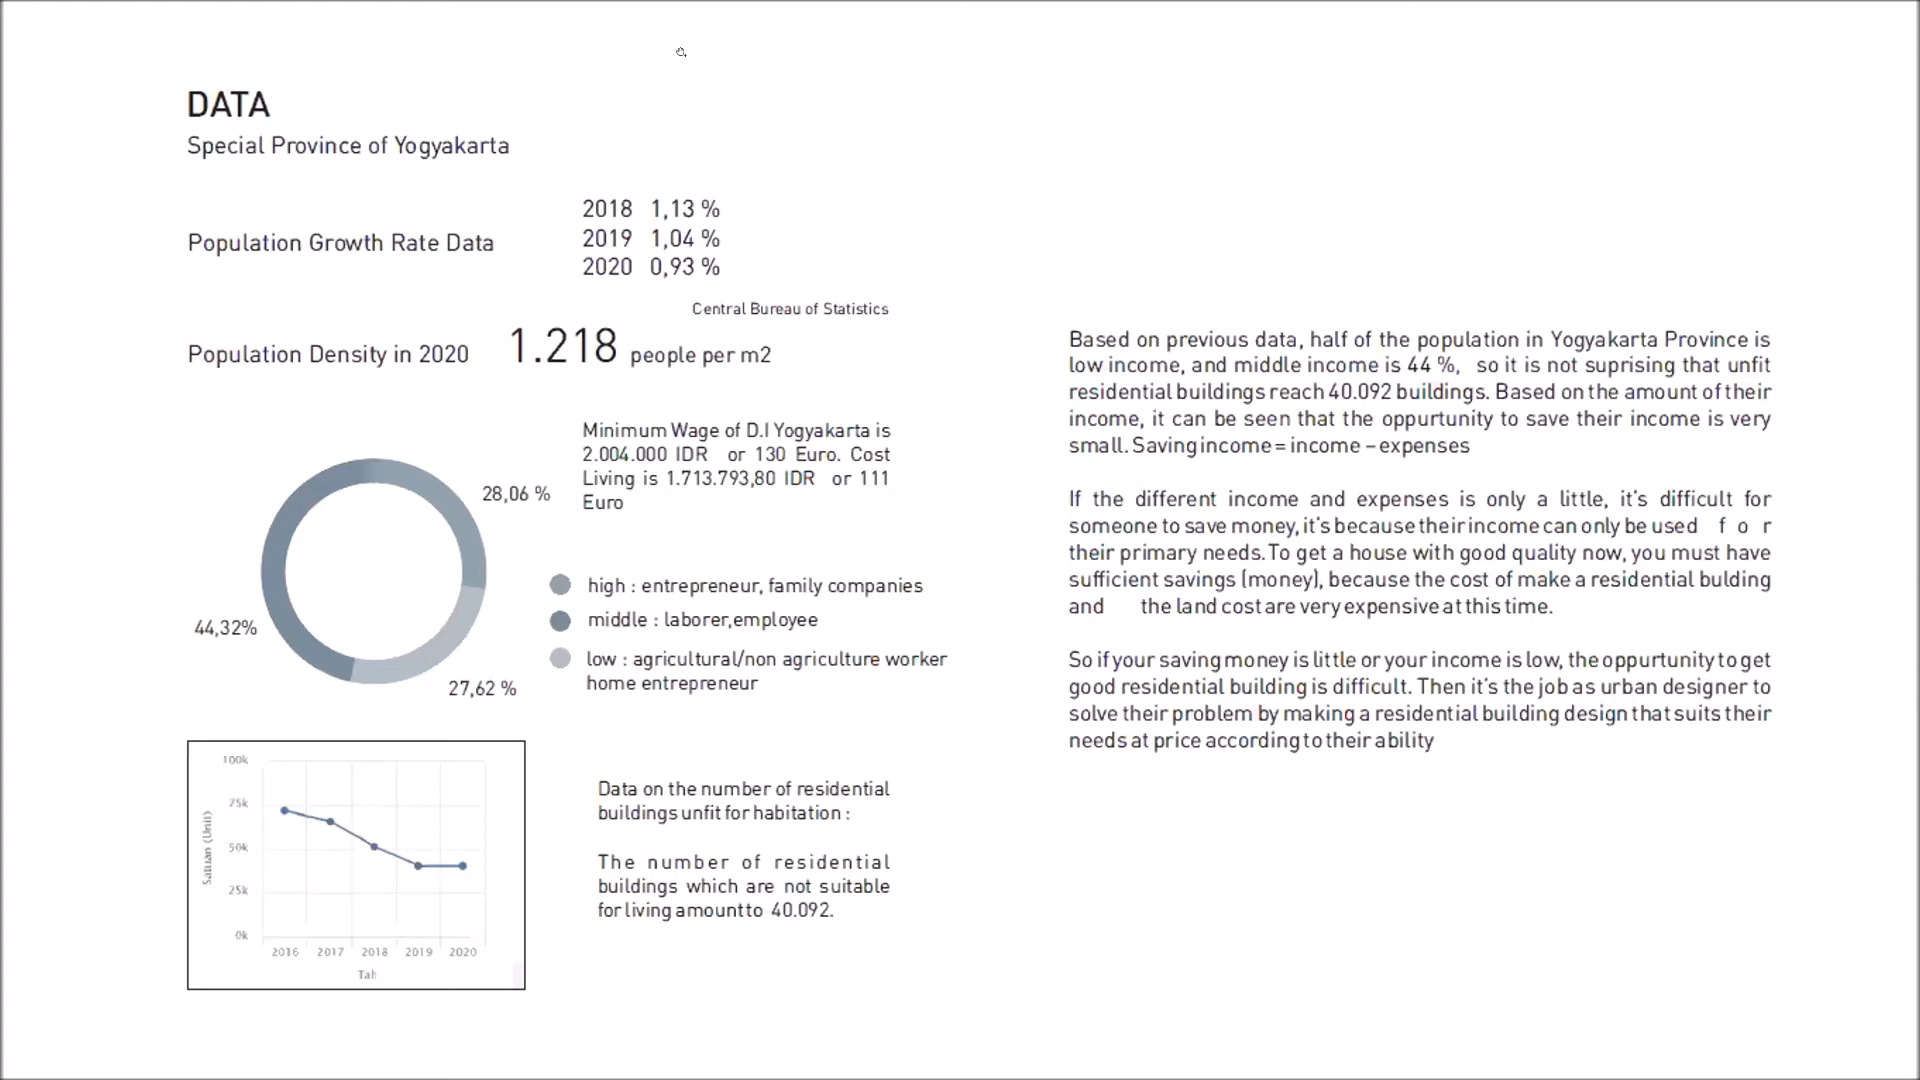 DATA
Special Province of Yogyakarta
Population Growth Rate Data
2018 1,13 %
2019 1,04 %
2020 0,93 %
Central Bureau of Statistics
Population Density in 2020 1.218 people per m2
Minimum Wage of D.I Yogyakarta is
2.004.000 IDR or 130 Euro. Cost
Living is 1.713.793,80 IDR or 111
Euro
28,06 %
44,32%
27,62 %
high : entrepreneur, family companies
middle : laborer,employee
low : agricultural/non agriculture worker
home entrepreneur
100k
75k
50k
25k
0k
Satuan (Unit)
2016 2017 2018 2019 2020
Tah
Data on the number of residential
buildings unfit for habitation :
The number of residential
buildings which are not suitable
for living amount to 40.092.
Based on previous data, half of the population in Yogyakarta Province is
low income, and middle income is 44 %, so it is not suprising that unfit
residential buildings reach 40.092 buildings. Based on the amount of their
income, it can be seen that the oppurtunity to save their income is very
small. Saving income = income – expenses
If the different income and expenses is only a little, it's difficult for
someone to save money, it's because their income can only be used f o r
their primary needs. To get a house with good quality now, you must have
sufficient savings (money), because the cost of make a residential bulding
and the land cost are very expensive at this time.
So if your saving money is little or your income is low, the oppurtunity to get
good residential building is difficult. Then it's the job as urban designer to
solve their problem by making a residential building design that suits their
needs at price according to their ability